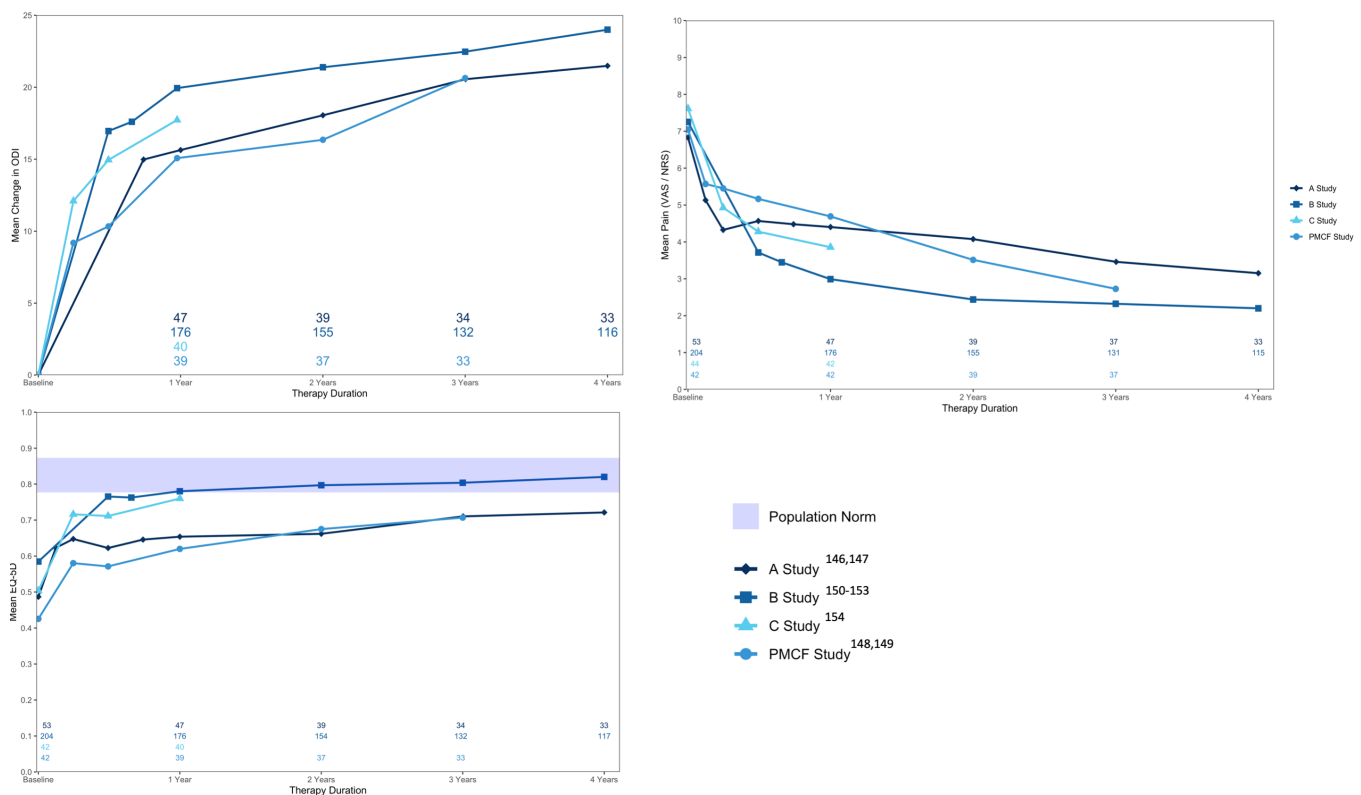 25
20
15
10
5
0
Mean Change in ODI
47 39 34 33
176 155 132 116
40
39 37 33
Baseline 1 Year 2 Years 3 Years 4 Years
Therapy Duration
10
9
8
7
6
5
4
3
2
1
0
Mean Pain (VAS / NRS)
53 47 39 37 33
204 176 155 131 115
44 42
42 42 39 37
Baseline 1 Year 2 Years 3 Years 4 Years
Therapy Duration
A Study
B Study
C Study
PMCF Study
1.0
0.9
0.8
0.7
0.6
0.5
0.4
0.3
0.2
0.1
0.0
Mean EQ-5D
53 47 39 34 33
204 176 154 132 117
42 40
42 39 37 33
Baseline 1 Year 2 Years 3 Years 4 Years
Therapy Duration
Population Norm
A Study 146,147
B Study 150-153
C Study 154
PMCF Study 148,149